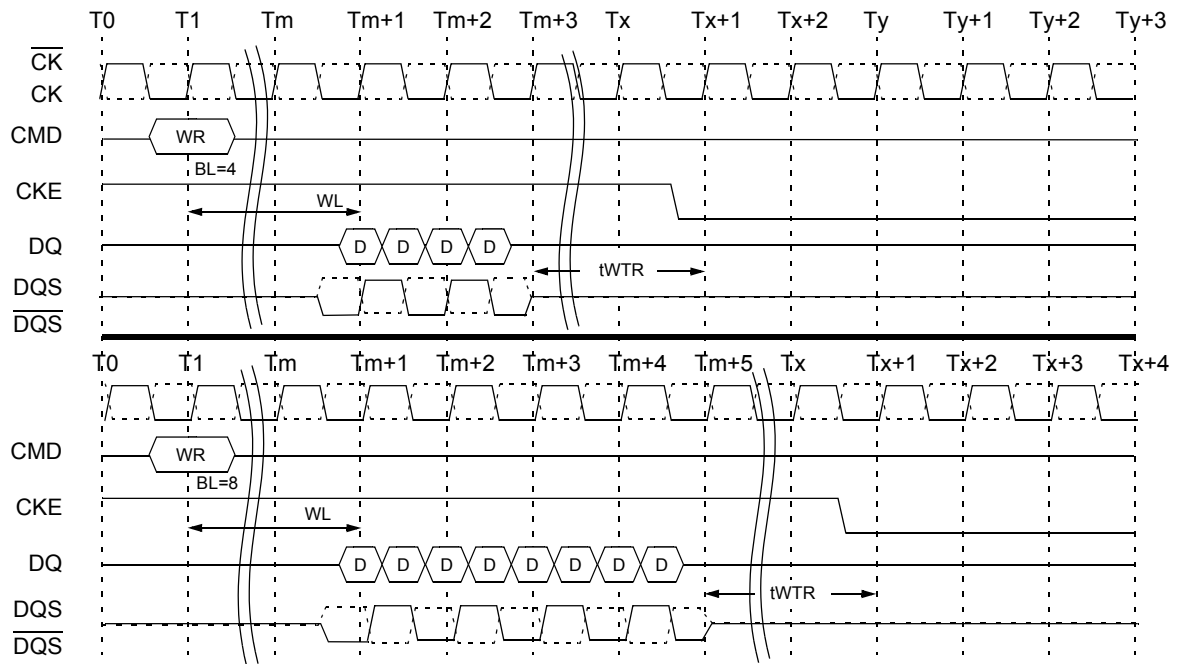 T0 T1 Tm Tm+1 Tm+2 Tm+3 Tx Tx+1 Tx+2 Ty Ty+1 Ty+2 Ty+3
CK
CK
CMD WR
BL=4
CKE
WL
DQ D D D D
tWTR
DQS
DQS
T0 T1 Tm Tm+1 Tm+2 Tm+3 Tm+4 Tm+5 Tx Tx+1 Tx+2 Tx+3 Tx+4
CMD WR
BL=8
CKE
WL
DQ D D D D D D D D
tWTR
DQS
DQS